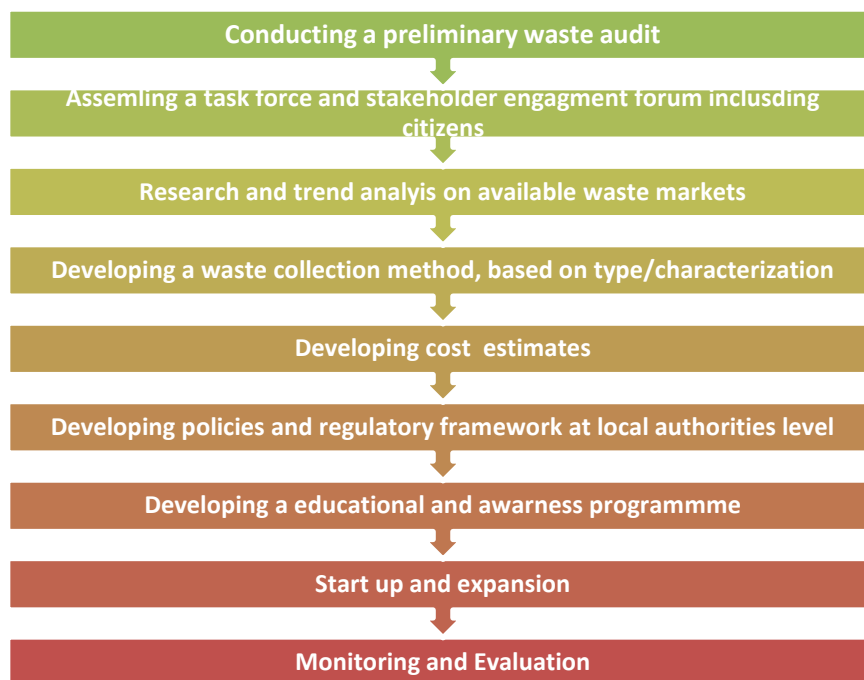 Conducting a preliminary waste audit
Assemling a task force and stakeholder engagment forum inclusding
citizens
Research and trend analyis on available waste markets
Developing a waste collection method, based on type/characterization
Developing cost estimates
Developing policies and regulatory framework at local authorities level
Developing a educational and awarness programmme
Start up and expansion
Monitoring and Evaluation